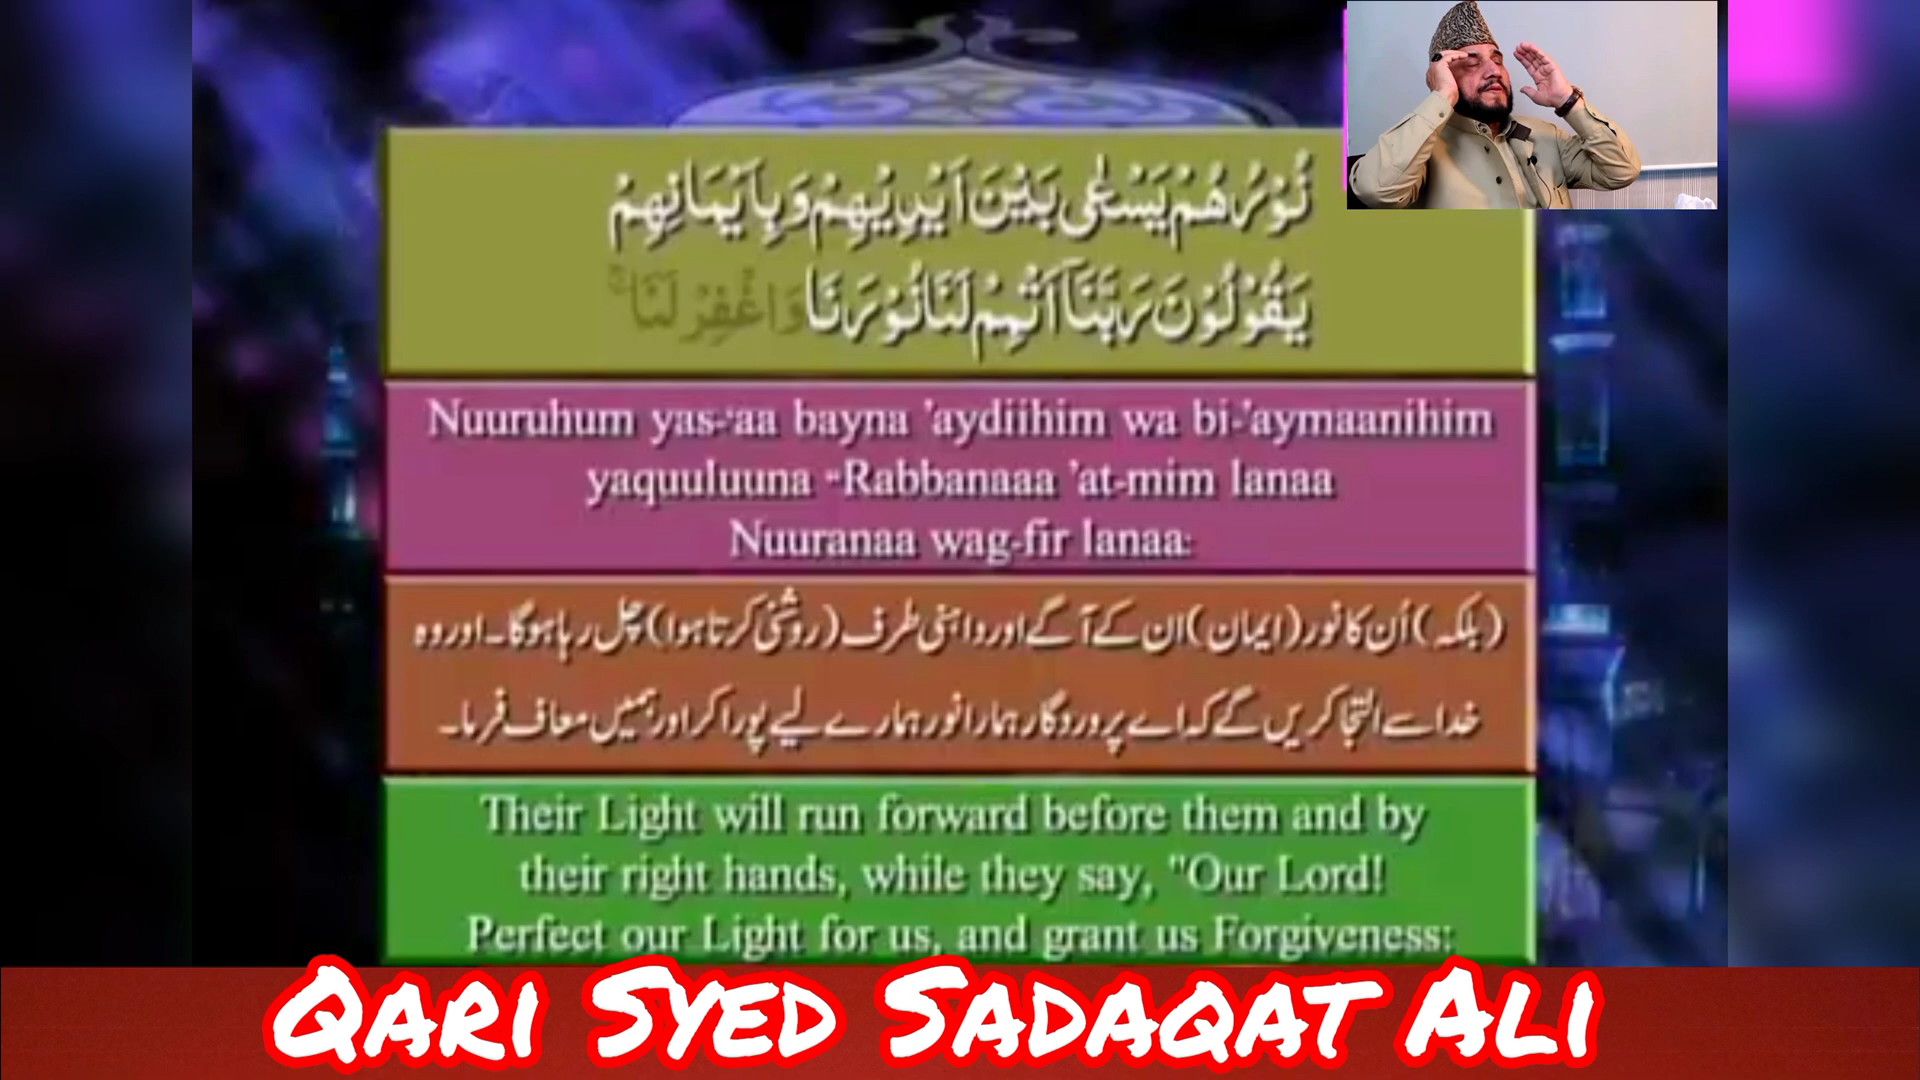 نُوْرُهُمْ يَسْعٰى بَيْنَ اَيْدِيْهِمْ وَبِاَيْمَانِهِمْ
يَقُوْلُوْنَ رَبَّنَاۤ اَتْمِمْ لَنَا نُوْرَنَا وَاغْفِرْ لَنَا ۚ
Nuuruhum yas-'aa bayna 'aydiihim wa bi-'aymaanihim
yaquuluuna -Rabbanaaa 'at-mim lanaa
Nuuranaa wag-fir lanaa:
(بلکہ) اُن کا نور (ایمان) ان کے آگے اور داہنی طرف (روشنی کرتا ہوا) چل رہا ہوگا۔ اور وہ
خدا سے التجا کریں گے کہ اے پروردگار ہمارا نور ہمارے لیے پورا کر اور ہمیں معاف فرما۔
Their Light will run forward before them and by
their right hands, while they say, "Our Lord!
Perfect our Light for us, and grant us Forgiveness:
Qari Syed Sadaqat Ali